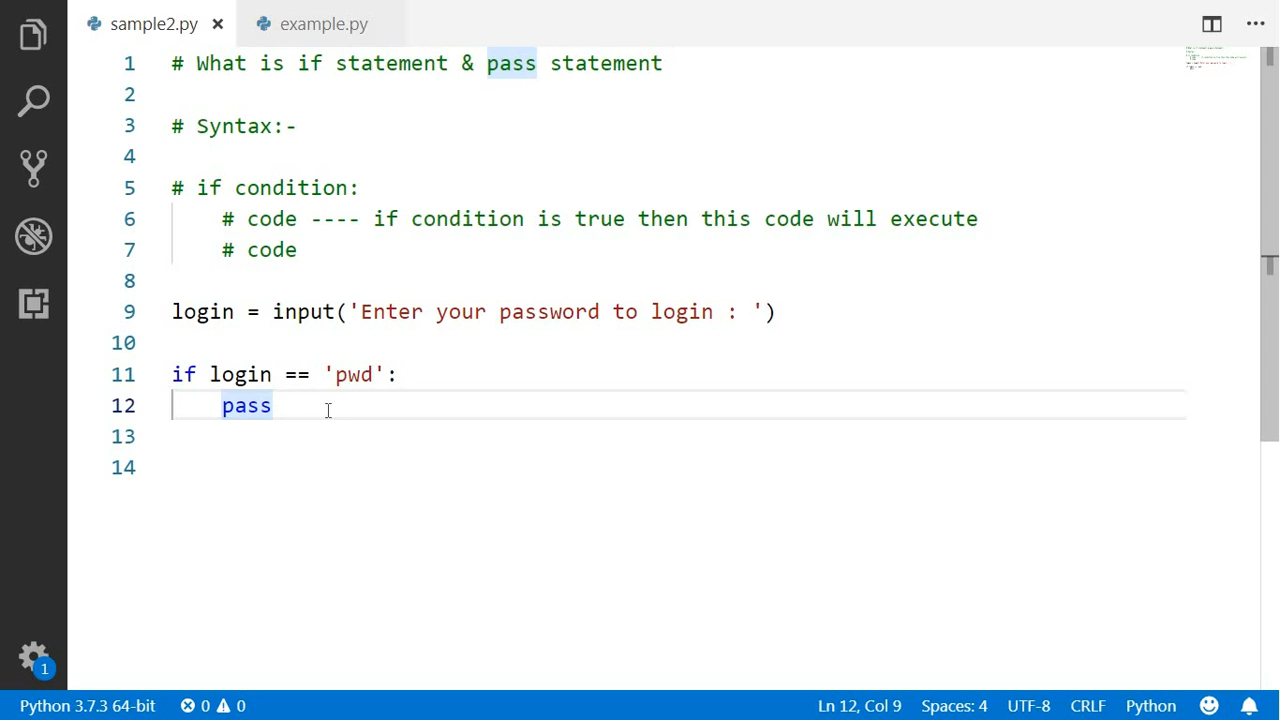 sample2.py example.py
1 # What is if statement & pass statement
2
3 # Syntax:-
4
5 # if condition:
6 # code ---- if condition is true then this code will execute
7 # code
8
9 login = input('Enter your password to login : ')
10
11 if login == 'pwd':
12 pass
13
14
1
Python 3.7.3 64-bit 0 0 Ln 12, Col 9 Spaces: 4 UTF-8 CRLF Python